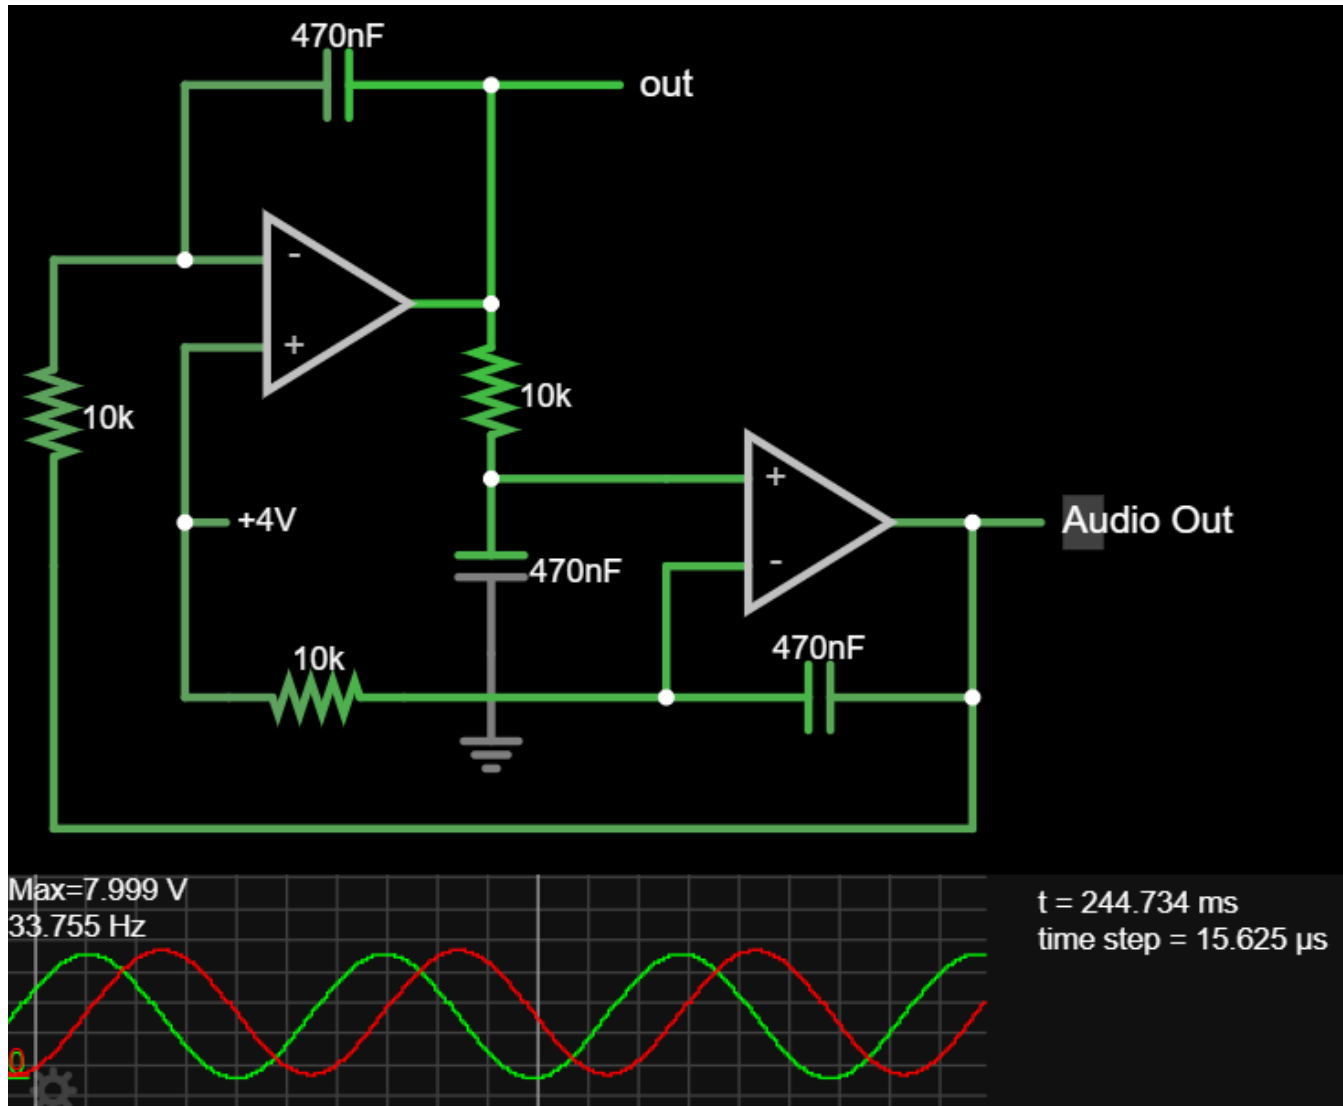 470nF
out
-
+
10k
10k
+
-
+4V
Audio Out
470nF
10k
470nF
Max=7.999 V
33.755 Hz
t = 244.734 ms
time step = 15.625 µs
0